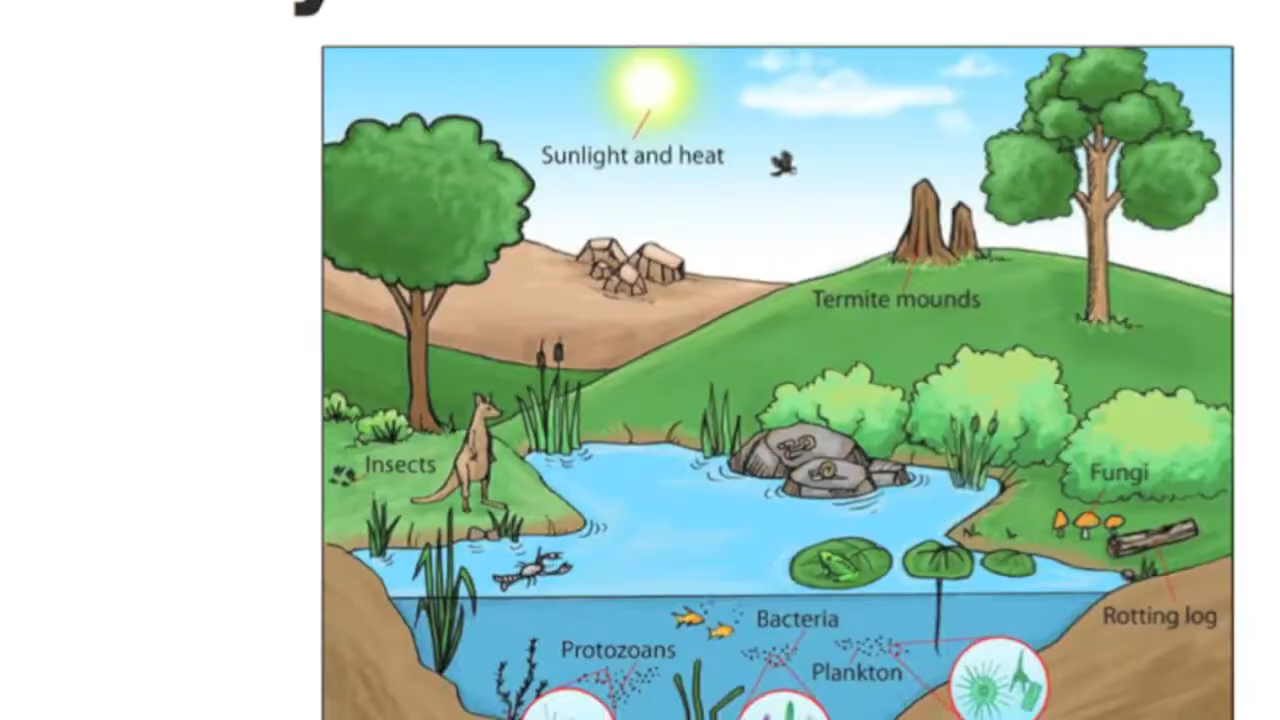 Sunlight and heat
Termite mounds
Insects
Fungi
Rotting log
Bacteria
Protozoans
Plankton